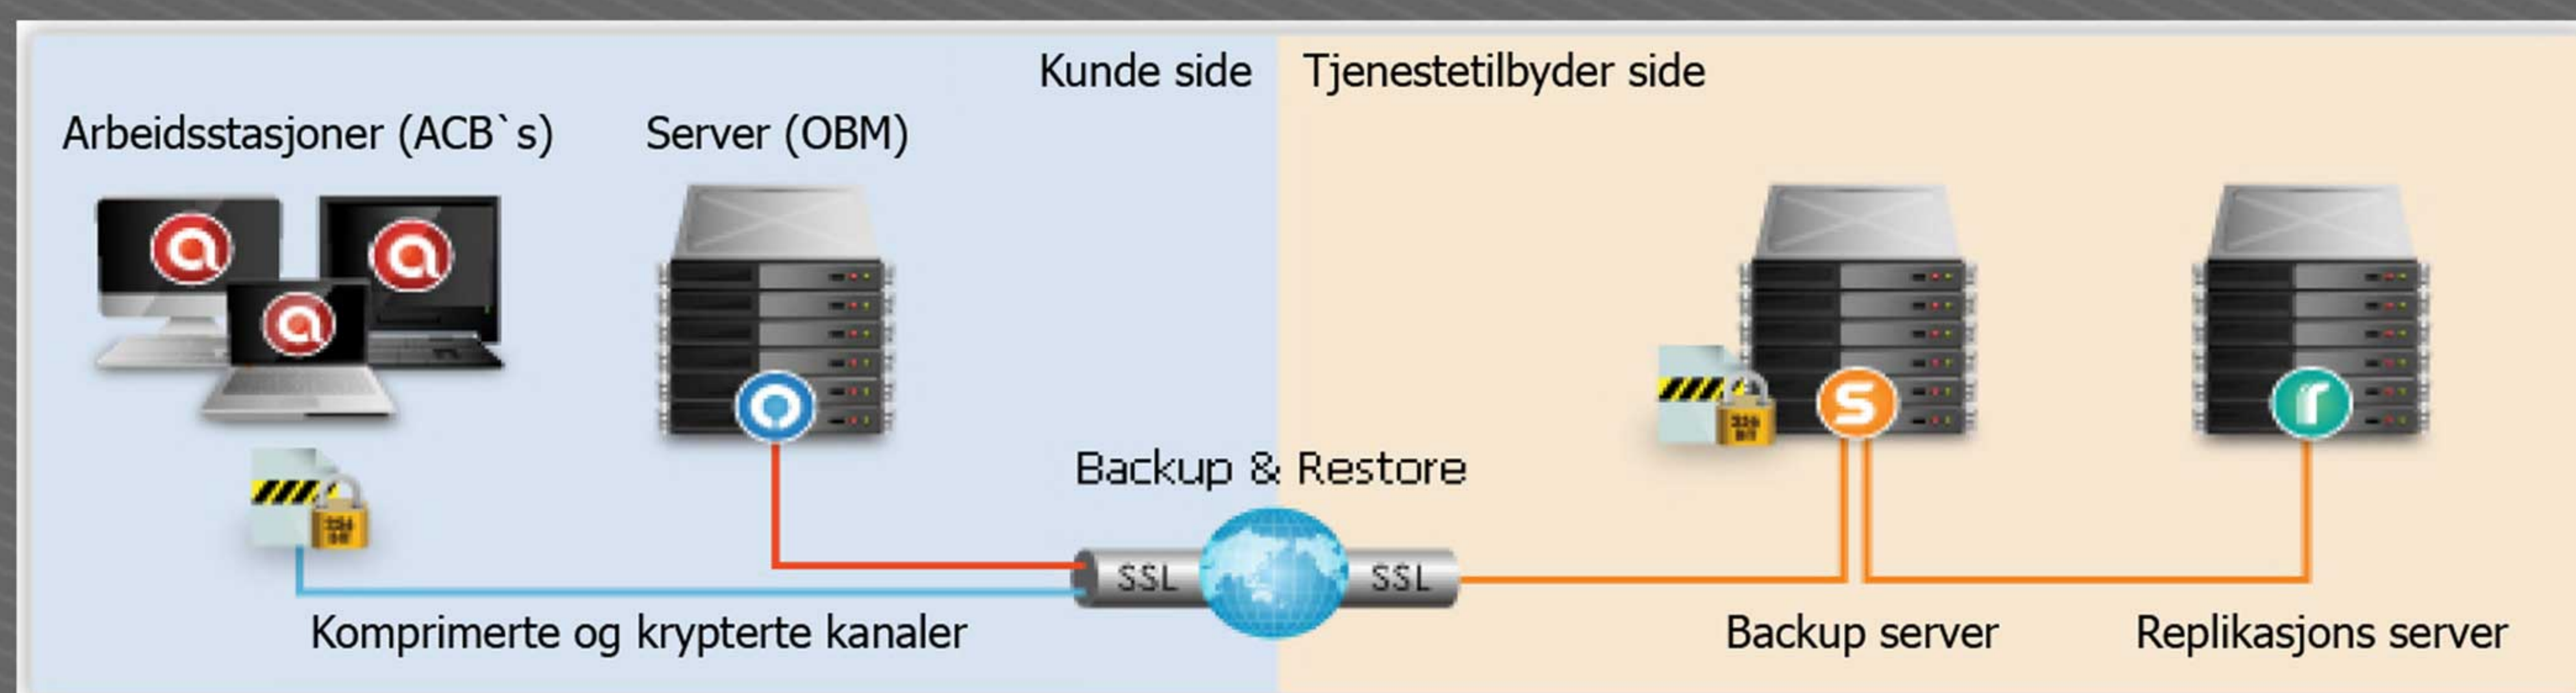 Kunde side
Tjenestetilbyder side
Arbeidsstasjoner (ACB`s)
Server (OBM)
Backup & Restore
SSL
SSL
Komprimerte og krypterte kanaler
Backup server
Replikasjons server